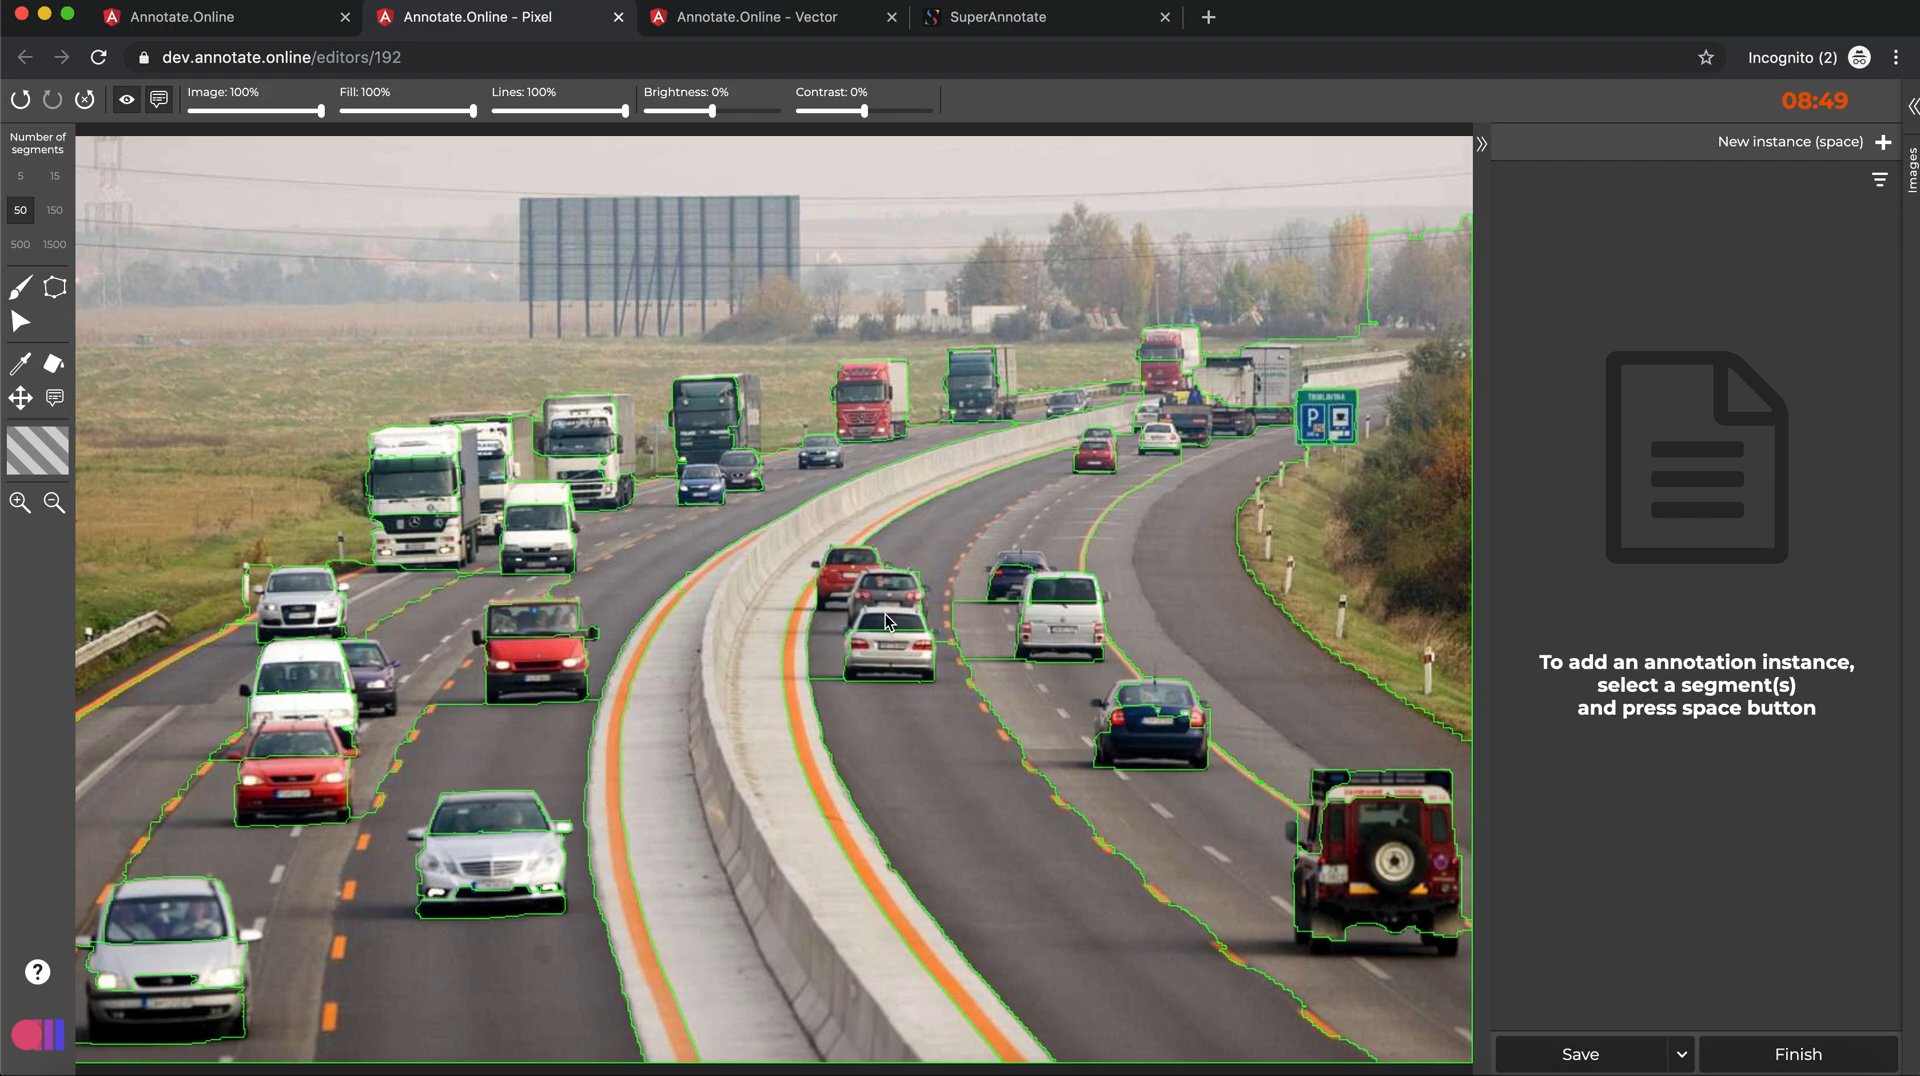 Annotate.Online
Annotate.Online - Pixel
Annotate.Online - Vector
SuperAnnotate
dev.annotate.online/editors/192
Incognito (2)
Image: 100%
Fill: 100%
Lines: 100%
Brightness: 0%
Contrast: 0%
08:49
Number of
segments
5 15
50 150
500 1500
New instance (space)
Images
TRIBLAVINA
P
To add an annotation instance,
select a segment(s)
and press space button
?
Save
Finish